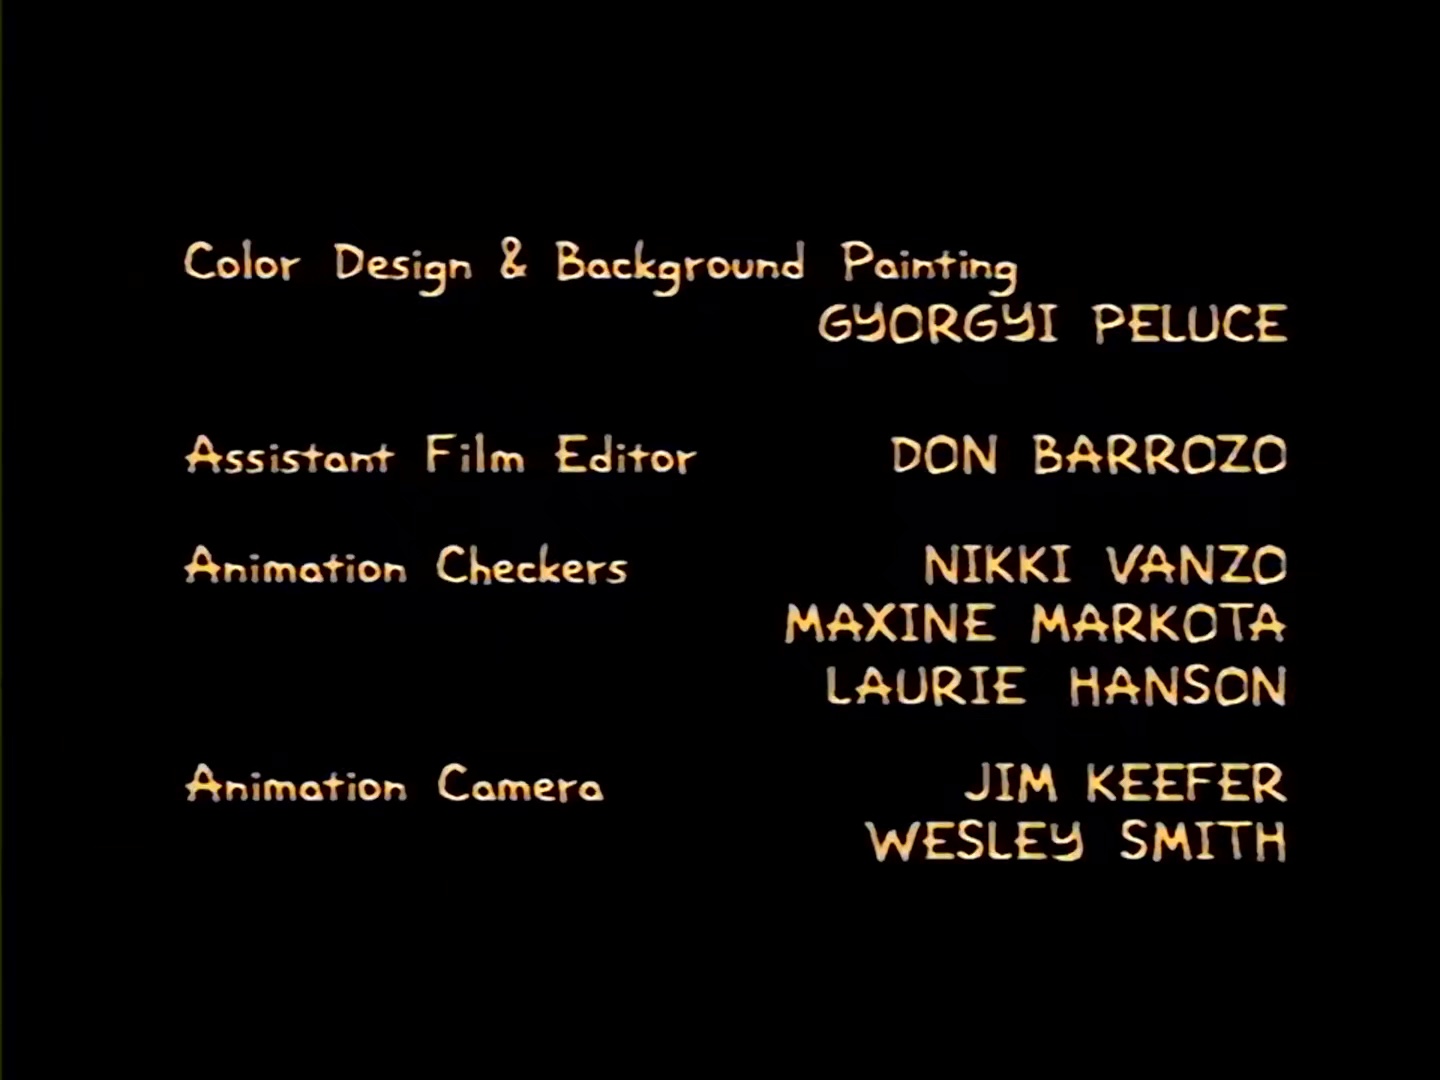 Color Design & Background Painting
GYORGYI PELUCE
Assistant Film Editor DON BARROZO
Animation Checkers NIKKI VANZO
MAXINE MARKOTA
LAURIE HANSON
Animation Camera JIM KEEFER
WESLEY SMITH